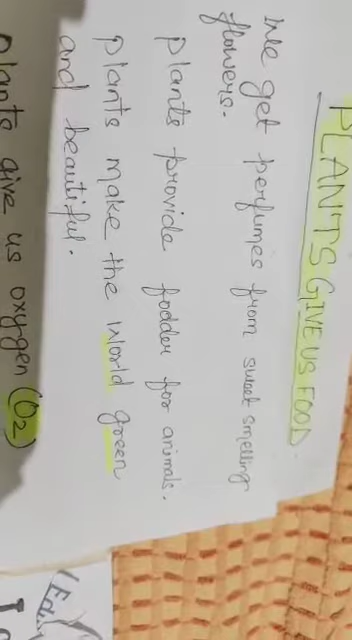 PLANTS GIVE US FOOD.
We get perfumes from sweet smelling
flowers.
Plants provide fodder for animals.
Plants make the world green
and beautiful.
Plants give us oxygen (O2)
(Ed